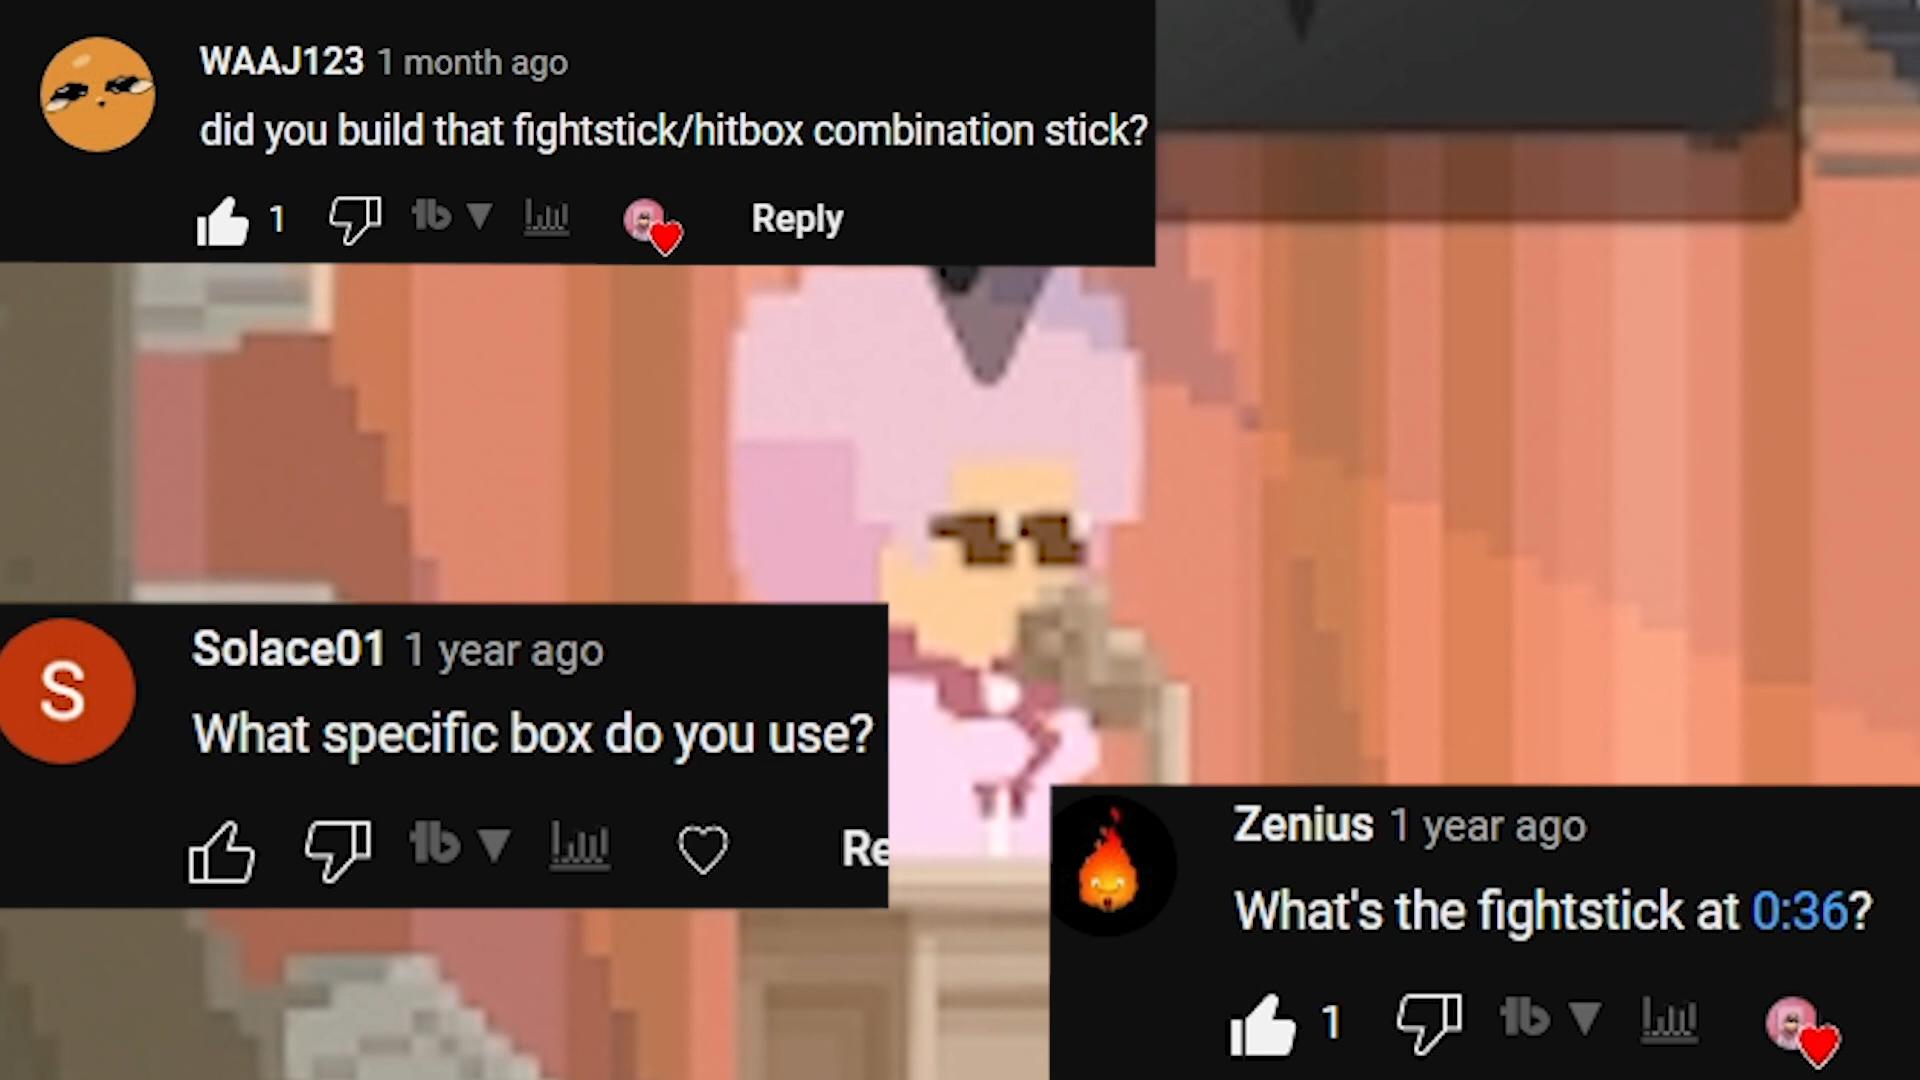 WAAJ123 1 month ago
did you build that fightstick/hitbox combination stick?
1 Reply
Solace01 1 year ago
S
What specific box do you use?
Re
Zenius 1 year ago
What's the fightstick at 0:36?
1